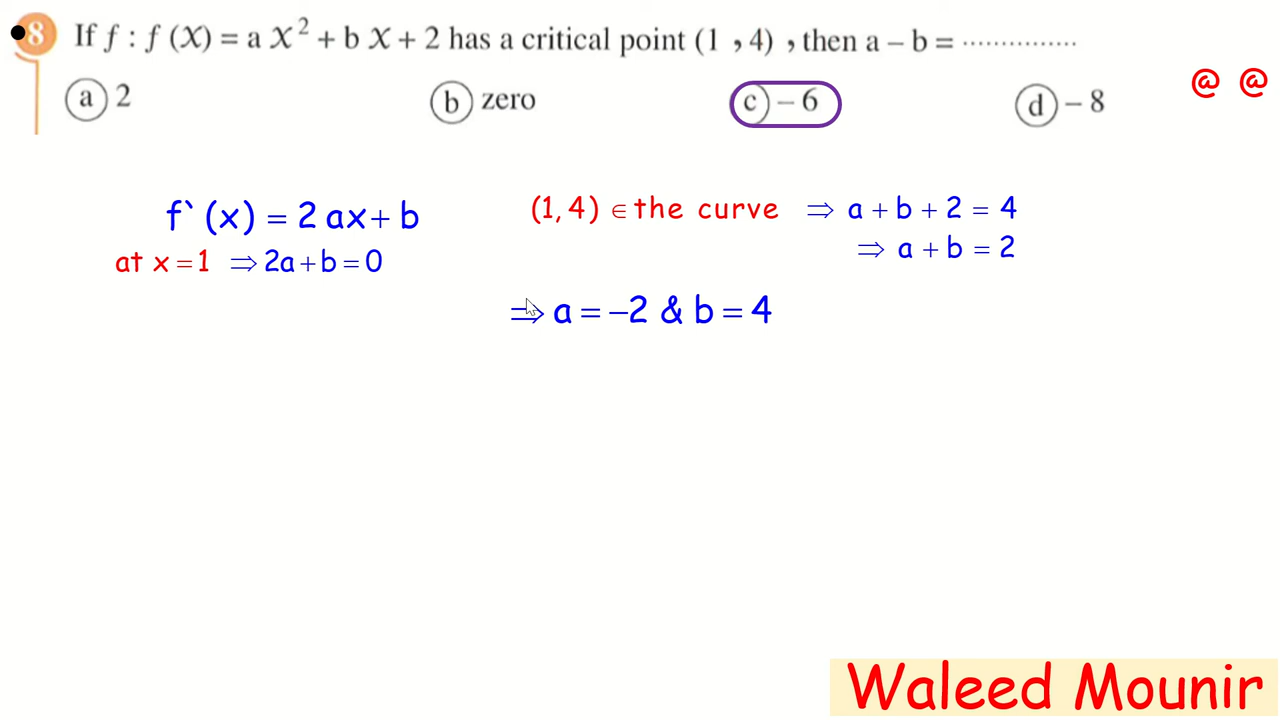 8 If f : f (X) = a X² + b X + 2 has a critical point (1 , 4) , then a – b = ...............
@ @
(a) 2 (b) zero (c) – 6 (d) – 8
f` (x) = 2 ax + b
(1, 4) ∈ the curve ⇒ a + b + 2 = 4
⇒ a + b = 2
at x = 1 ⇒ 2a + b = 0
⇒ a = –2 & b = 4
Waleed Mounir